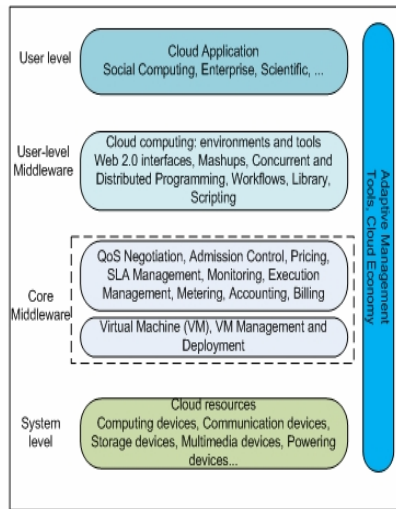 User level
Cloud Application
Social Computing, Enterprise, Scientific, ...
User-level
Middleware
Cloud computing: environments and tools
Web 2.0 interfaces, Mashups, Concurrent and
Distributed Programming, Workflows, Library,
Scripting
Core
Middleware
QoS Negotiation, Admission Control, Pricing,
SLA Management, Monitoring, Execution
Management, Metering, Accounting, Billing
Virtual Machine (VM), VM Management and
Deployment
System
level
Cloud resources
Computing devices, Communication devices,
Storage devices, Multimedia devices, Powering
devices...
Adaptive Management
Tools, Cloud Economy